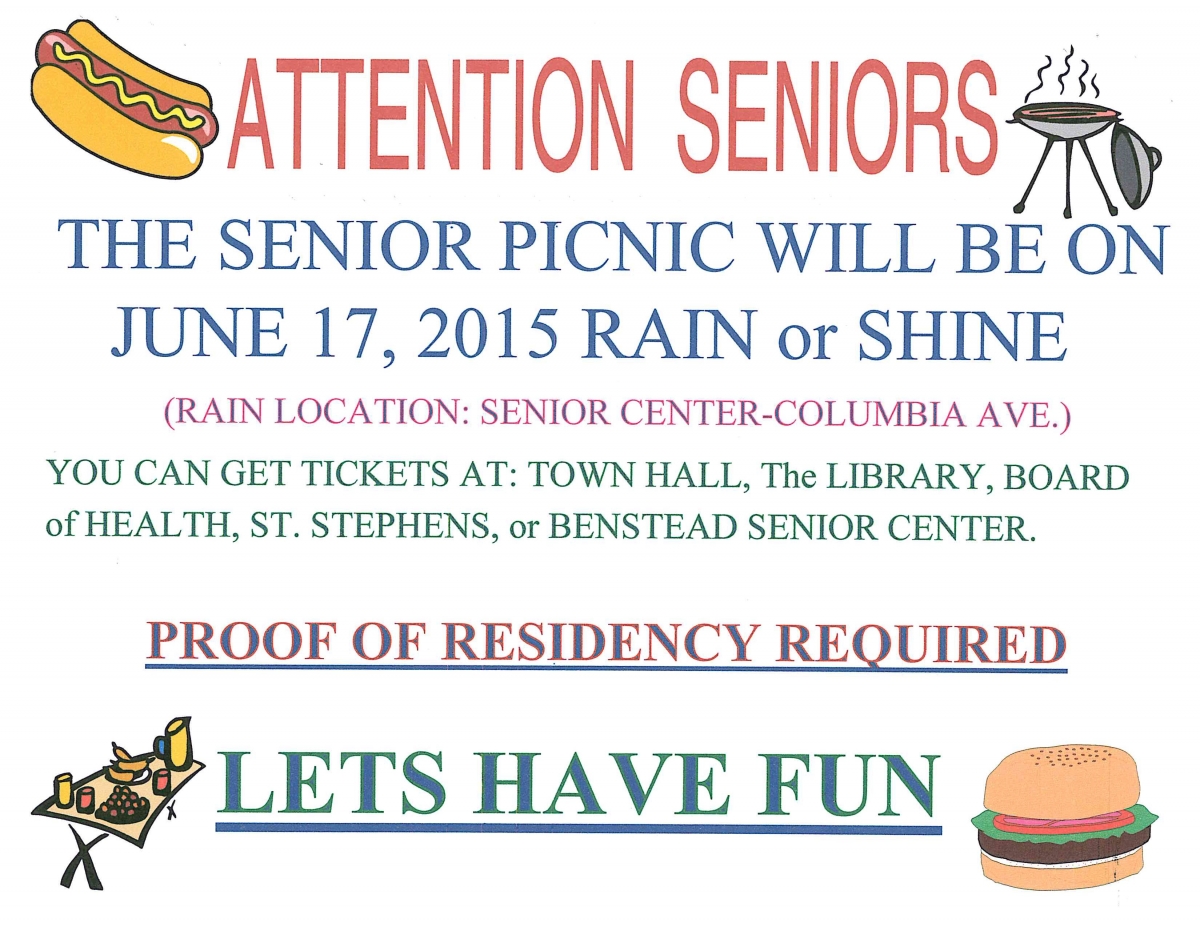 ATTENTION SENIORS
THE SENIOR PICNIC WILL BE ON
JUNE 17, 2015 RAIN or SHINE
(RAIN LOCATION: SENIOR CENTER-COLUMBIA AVE.)
YOU CAN GET TICKETS AT: TOWN HALL, The LIBRARY, BOARD
of HEALTH, ST. STEPHENS, or BENSTEAD SENIOR CENTER.
PROOF OF RESIDENCY REQUIRED
LETS HAVE FUN